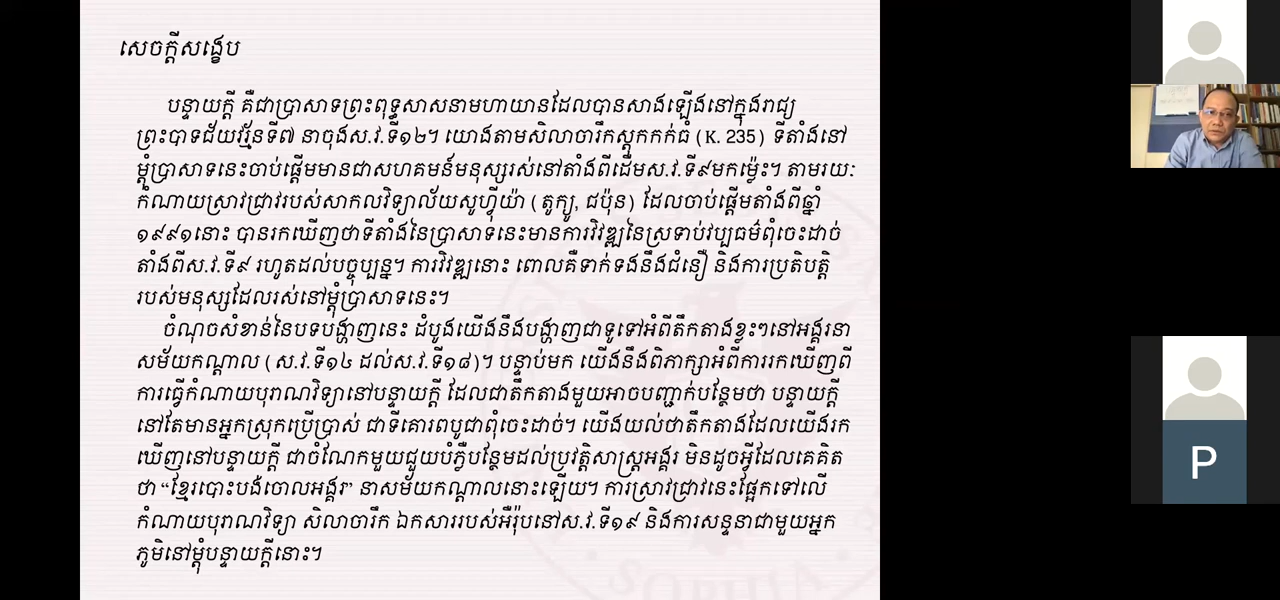 សេចក្តីសង្ខេប
បន្ទាយក្តី គឺជាប្រាសាទព្រះពុទ្ធសាសនាមហាយានដែលបានសាងឡើងនៅក្នុងរាជ្យ
ព្រះបាទជ័យវរ្ម័នទី៧ នាចុងស.វ.ទី១២។ យោងតាមសិលាចារឹកស្តុកកក់ធំ (K. 235) ទីតាំងនៅ
ម្តុំប្រាសាទនេះចាប់ផ្តើមមានជាសហគមន៍មនុស្សរស់នៅតាំងពីដើមស.វ.ទី៩មកម្ល៉េះ។ តាមរយៈ
កំណាយស្រាវជ្រាវរបស់សាកលវិទ្យាល័យសូហ្វីយ៉ា (តូក្យូ, ជប៉ុន) ដែលចាប់ផ្តើមតាំងពីឆ្នាំ
១៩៩១នោះ បានរកឃើញថាទីតាំងនៃប្រាសាទនេះមានការវិវឌ្ឍនៃស្រទាប់វប្បធម៌ពុំចេះដាច់
តាំងពីស.វ.ទី៩ រហូតដល់បច្ចុប្បន្ន។ ការវិវឌ្ឍនោះ ពោលគឺទាក់ទងនឹងជំនឿ និងការប្រតិបត្តិ
របស់មនុស្សដែលរស់នៅម្តុំប្រាសាទនេះ។
ចំណុចសំខាន់នៃបទបង្ហាញនេះ ដំបូងយើងនឹងបង្ហាញជាទូទៅអំពីតឹកតាងខ្លះៗនៅអង្គរនា
សម័យកណ្តាល (ស.វ.ទី១៤ ដល់ស.វ.ទី១៨)។ បន្ទាប់មក យើងនឹងពិភាក្សាអំពីការរកឃើញពី
ការធ្វើកំណាយបុរាណវិទ្យានៅបន្ទាយក្តី ដែលជាតឹកតាងមួយអាចបញ្ជាក់បន្ថែមថា បន្ទាយក្តី
នៅតែមានអ្នកស្រុកប្រើប្រាស់ ជាទីគោរពបូជាពុំចេះដាច់។ យើងយល់ថាតឹកតាងដែលយើងរក
ឃើញនៅបន្ទាយក្តី ជាចំណែកមួយជួយបំភ្លឺបន្ថែមដល់ប្រវត្តិសាស្ត្រអង្គរ មិនដូចអ្វីដែលគេគិត
ថា “ខ្មែរបោះបង់ចោលអង្គរ” នាសម័យកណ្តាលនោះឡើយ។ ការស្រាវជ្រាវនេះផ្អែកទៅលើ
កំណាយបុរាណវិទ្យា សិលាចារឹក ឯកសាររបស់អឺរ៉ុបនៅស.វ.ទី១៩ និងការសន្ទនាជាមួយអ្នក
ភូមិនៅម្តុំបន្ទាយក្តីនោះ។
SOPHIA
P